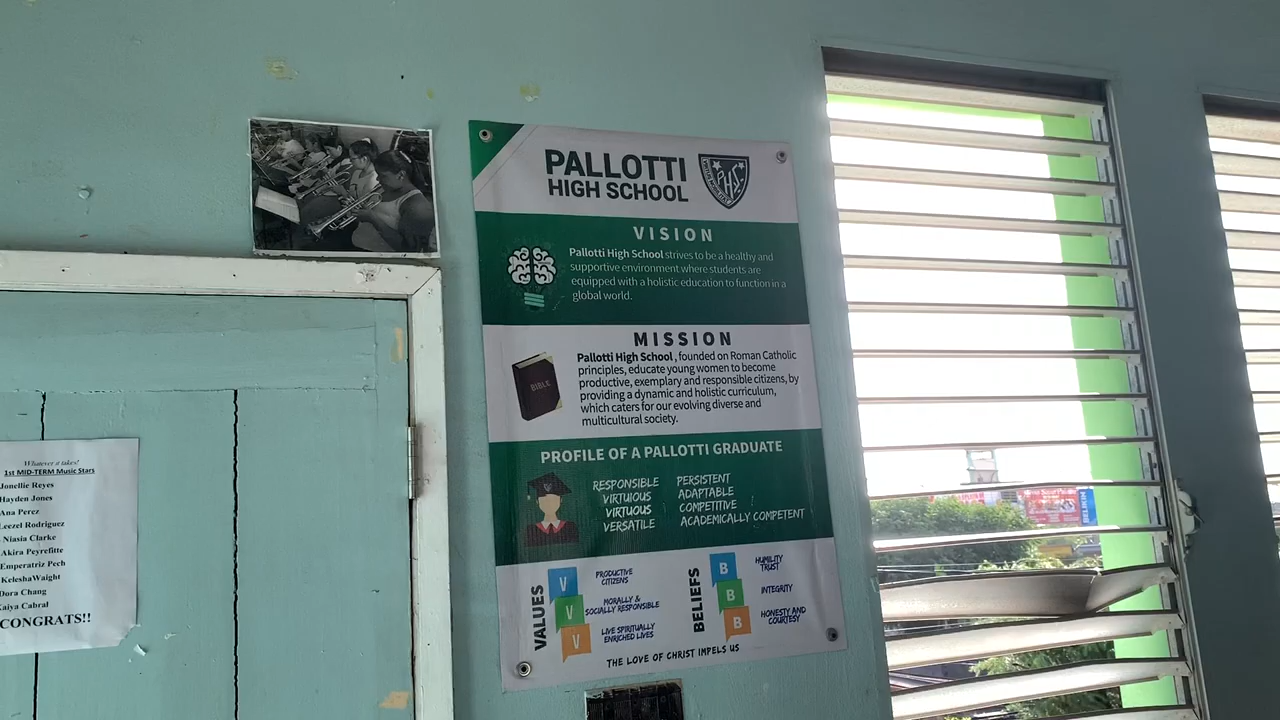 PALLOTTI
HIGH SCHOOL
PHS
VISION
Pallotti High School strives to be a healthy and
supportive environment where students are
equipped with a holistic education to function in a
global world.
MISSION
BIBLE
Pallotti High School , founded on Roman Catholic
principles, educate young women to become
productive, exemplary and responsible citizens, by
providing a dynamic and holistic curriculum,
which caters for our evolving diverse and
multicultural society.
PROFILE OF A PALLOTTI GRADUATE
RESPONSIBLE
VIRTUIOUS
VIRTUOUS
VERSATILE
PERSISTENT
ADAPTABLE
COMPETITIVE
ACADEMICALLY COMPETENT
VALUES
V
V
V
PRODUCTIVE
CITIZENS
MORALLY &
SOCIALLY RESPONSIBLE
LIVE SPIRITUALLY
ENRICHED LIVES
BELIEFS
B
B
B
HUMILITY
TRUST
INTEGRITY
HONESTY AND
COURTESY
THE LOVE OF CHRIST IMPELS US
Whatever it takes!
1st MID-TERM Music Stars
Jonellie Reyes
Hayden Jones
Ana Perez
Leezel Rodriguez
Niasia Clarke
Akira Peyrefitte
Emperatriz Pech
KeleshaWaight
Dora Chang
Kaiya Cabral
CONGRATS!!
BELIKIN